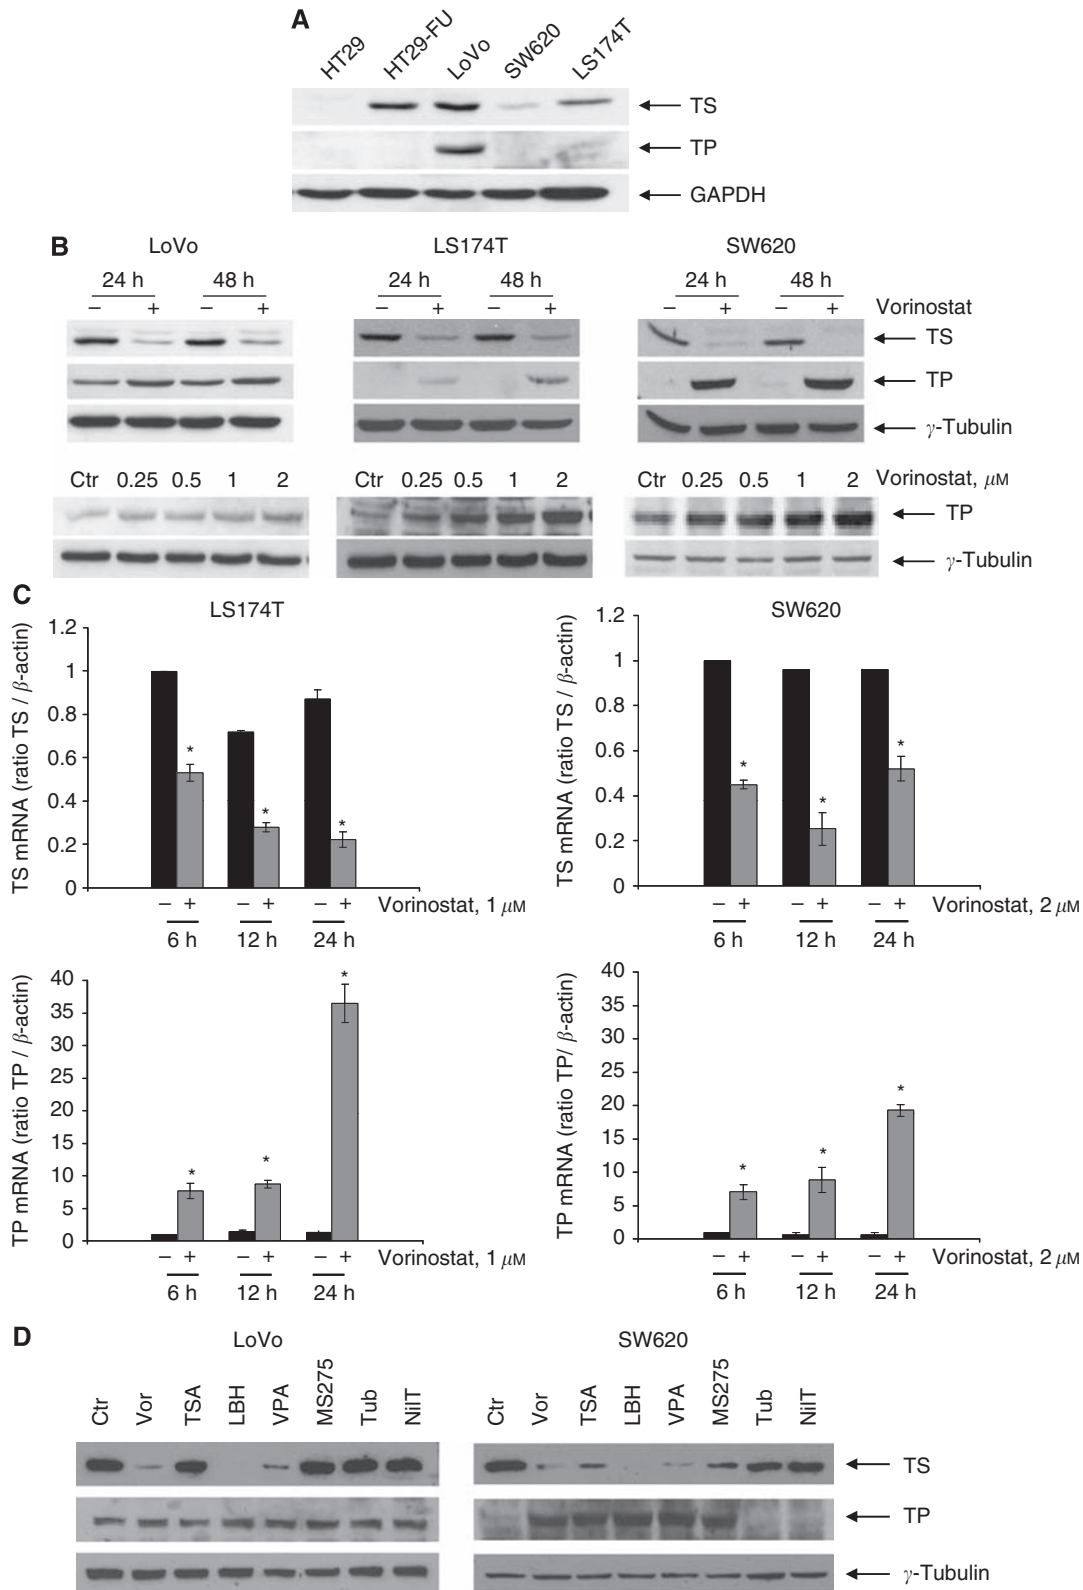 A
HT29
HT29-FU
LoVo
SW620
LS174T
TS
TP
GAPDH
B
LoVo LS174T SW620
24 h 48 h 24 h 48 h 24 h 48 h
– + – + – + – + – + – + Vorinostat
TS
TP
γ-Tubulin
Ctr 0.25 0.5 1 2 Ctr 0.25 0.5 1 2 Ctr 0.25 0.5 1 2 Vorinostat, μM
TP
γ-Tubulin
C
LS174T
TS mRNA (ratio TS / β-actin)
1.2
1
0.8
0.6
0.4
0.2
0
* * *
– + – + – + Vorinostat, 1 μM
6 h 12 h 24 h
SW620
TS mRNA (ratio TS / β-actin)
1.2
1
0.8
0.6
0.4
0.2
0
* * *
– + – + – + Vorinostat, 2 μM
6 h 12 h 24 h
TP mRNA (ratio TP / β-actin)
40
35
30
25
20
15
10
5
0
* * *
– + – + – + Vorinostat, 1 μM
6 h 12 h 24 h
TP mRNA (ratio TP/ β-actin)
40
35
30
25
20
15
10
5
0
* * *
– + – + – + Vorinostat, 2 μM
6 h 12 h 24 h
D
LoVo SW620
Ctr Vor TSA LBH VPA MS275 Tub NilT Ctr Vor TSA LBH VPA MS275 Tub NilT
TS
TP
γ-Tubulin